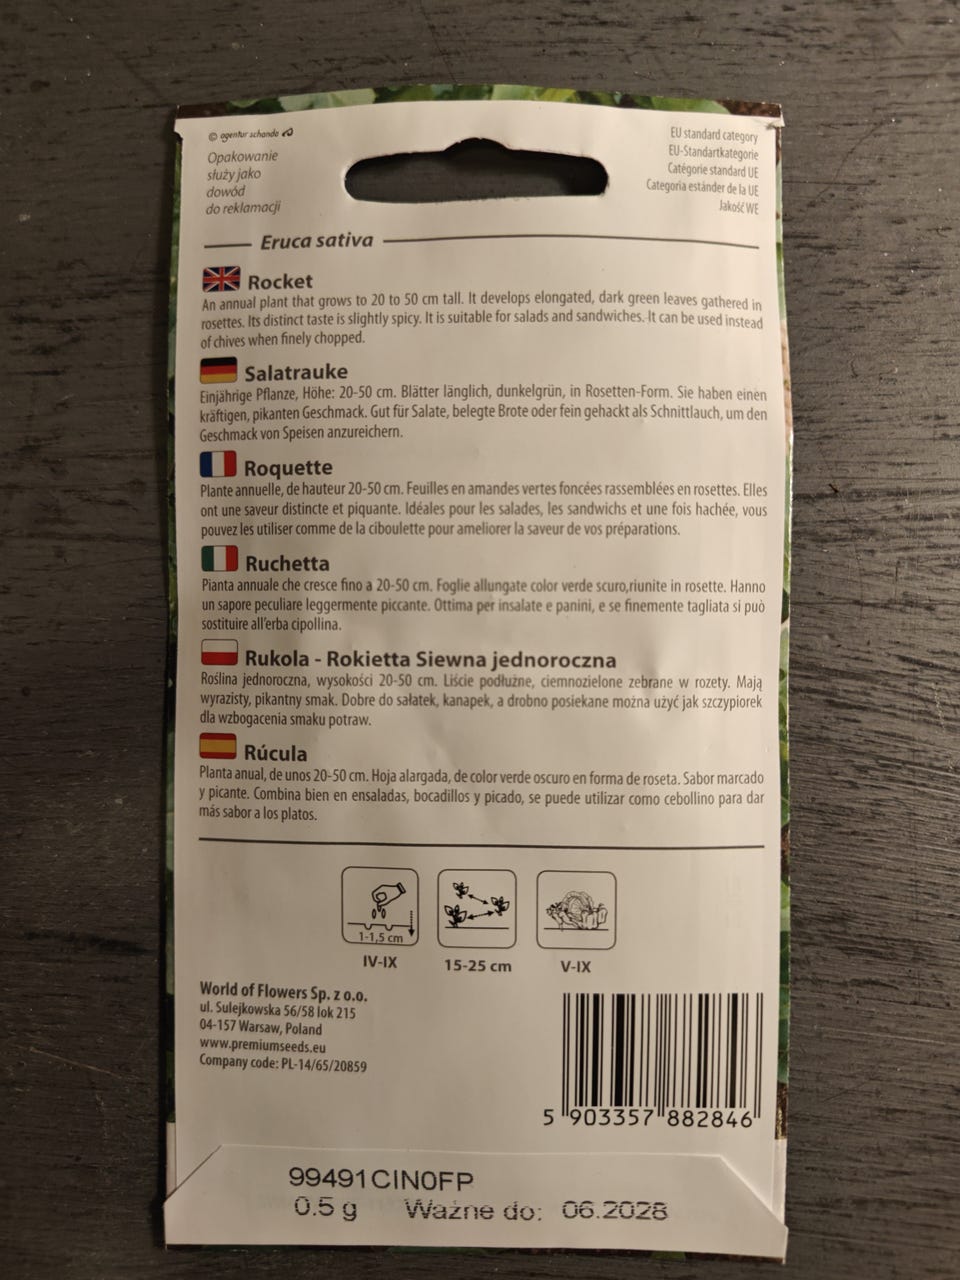 © agentur schando
Opakowanie
służy jako
dowód
do reklamacji
EU standard category
EU-Standartkategorie
Catégorie standard UE
Categoria estánder de la UE
Jakość WE
Eruca sativa
Rocket
An annual plant that grows to 20 to 50 cm tall. It develops elongated, dark green leaves gathered in
rosettes. Its distinct taste is slightly spicy. It is suitable for salads and sandwiches. It can be used instead
of chives when finely chopped.
Salatrauke
Einjährige Pflanze, Höhe: 20-50 cm. Blätter länglich, dunkelgrün, in Rosetten-Form. Sie haben einen
kräftigen, pikanten Geschmack. Gut für Salate, belegte Brote oder fein gehackt als Schnittlauch, um den
Geschmack von Speisen anzureichern.
Roquette
Plante annuelle, de hauteur 20-50 cm. Feuilles en amandes vertes foncées rassemblées en rosettes. Elles
ont une saveur distincte et piquante. Idéales pour les salades, les sandwichs et une fois hachée, vous
pouvez les utiliser comme de la ciboulette pour ameliorer la saveur de vos préparations.
Ruchetta
Pianta annuale che cresce fino a 20-50 cm. Foglie allungate color verde scuro,riunite in rosette. Hanno
un sapore peculiare leggermente piccante. Ottima per insalate e panini, e se finemente tagliata si può
sostituire all'erba cipollina.
Rukola - Rokietta Siewna jednoroczna
Roślina jednoroczna, wysokości 20-50 cm. Liście podłużne, ciemnozielone zebrane w rozety. Mają
wyrazisty, pikantny smak. Dobre do sałatek, kanapek, a drobno posiekane można użyć jak szczypiorek
dla wzbogacenia smaku potraw.
Rúcula
Planta anual, de unos 20-50 cm. Hoja alargada, de color verde oscuro en forma de roseta. Sabor marcado
y picante. Combina bien en ensaladas, bocadillos y picado, se puede utilizar como cebollino para dar
más sabor a los platos.
1-1,5 cm
IV-IX
15-25 cm
V-IX
World of Flowers Sp. z o.o.
ul. Sulejkowska 56/58 lok 215
04-157 Warsaw, Poland
www.premiumseeds.eu
Company code: PL-14/65/20859
5 903357 882846
99491CIN0FP
0.5 g Ważne do: 06.2028